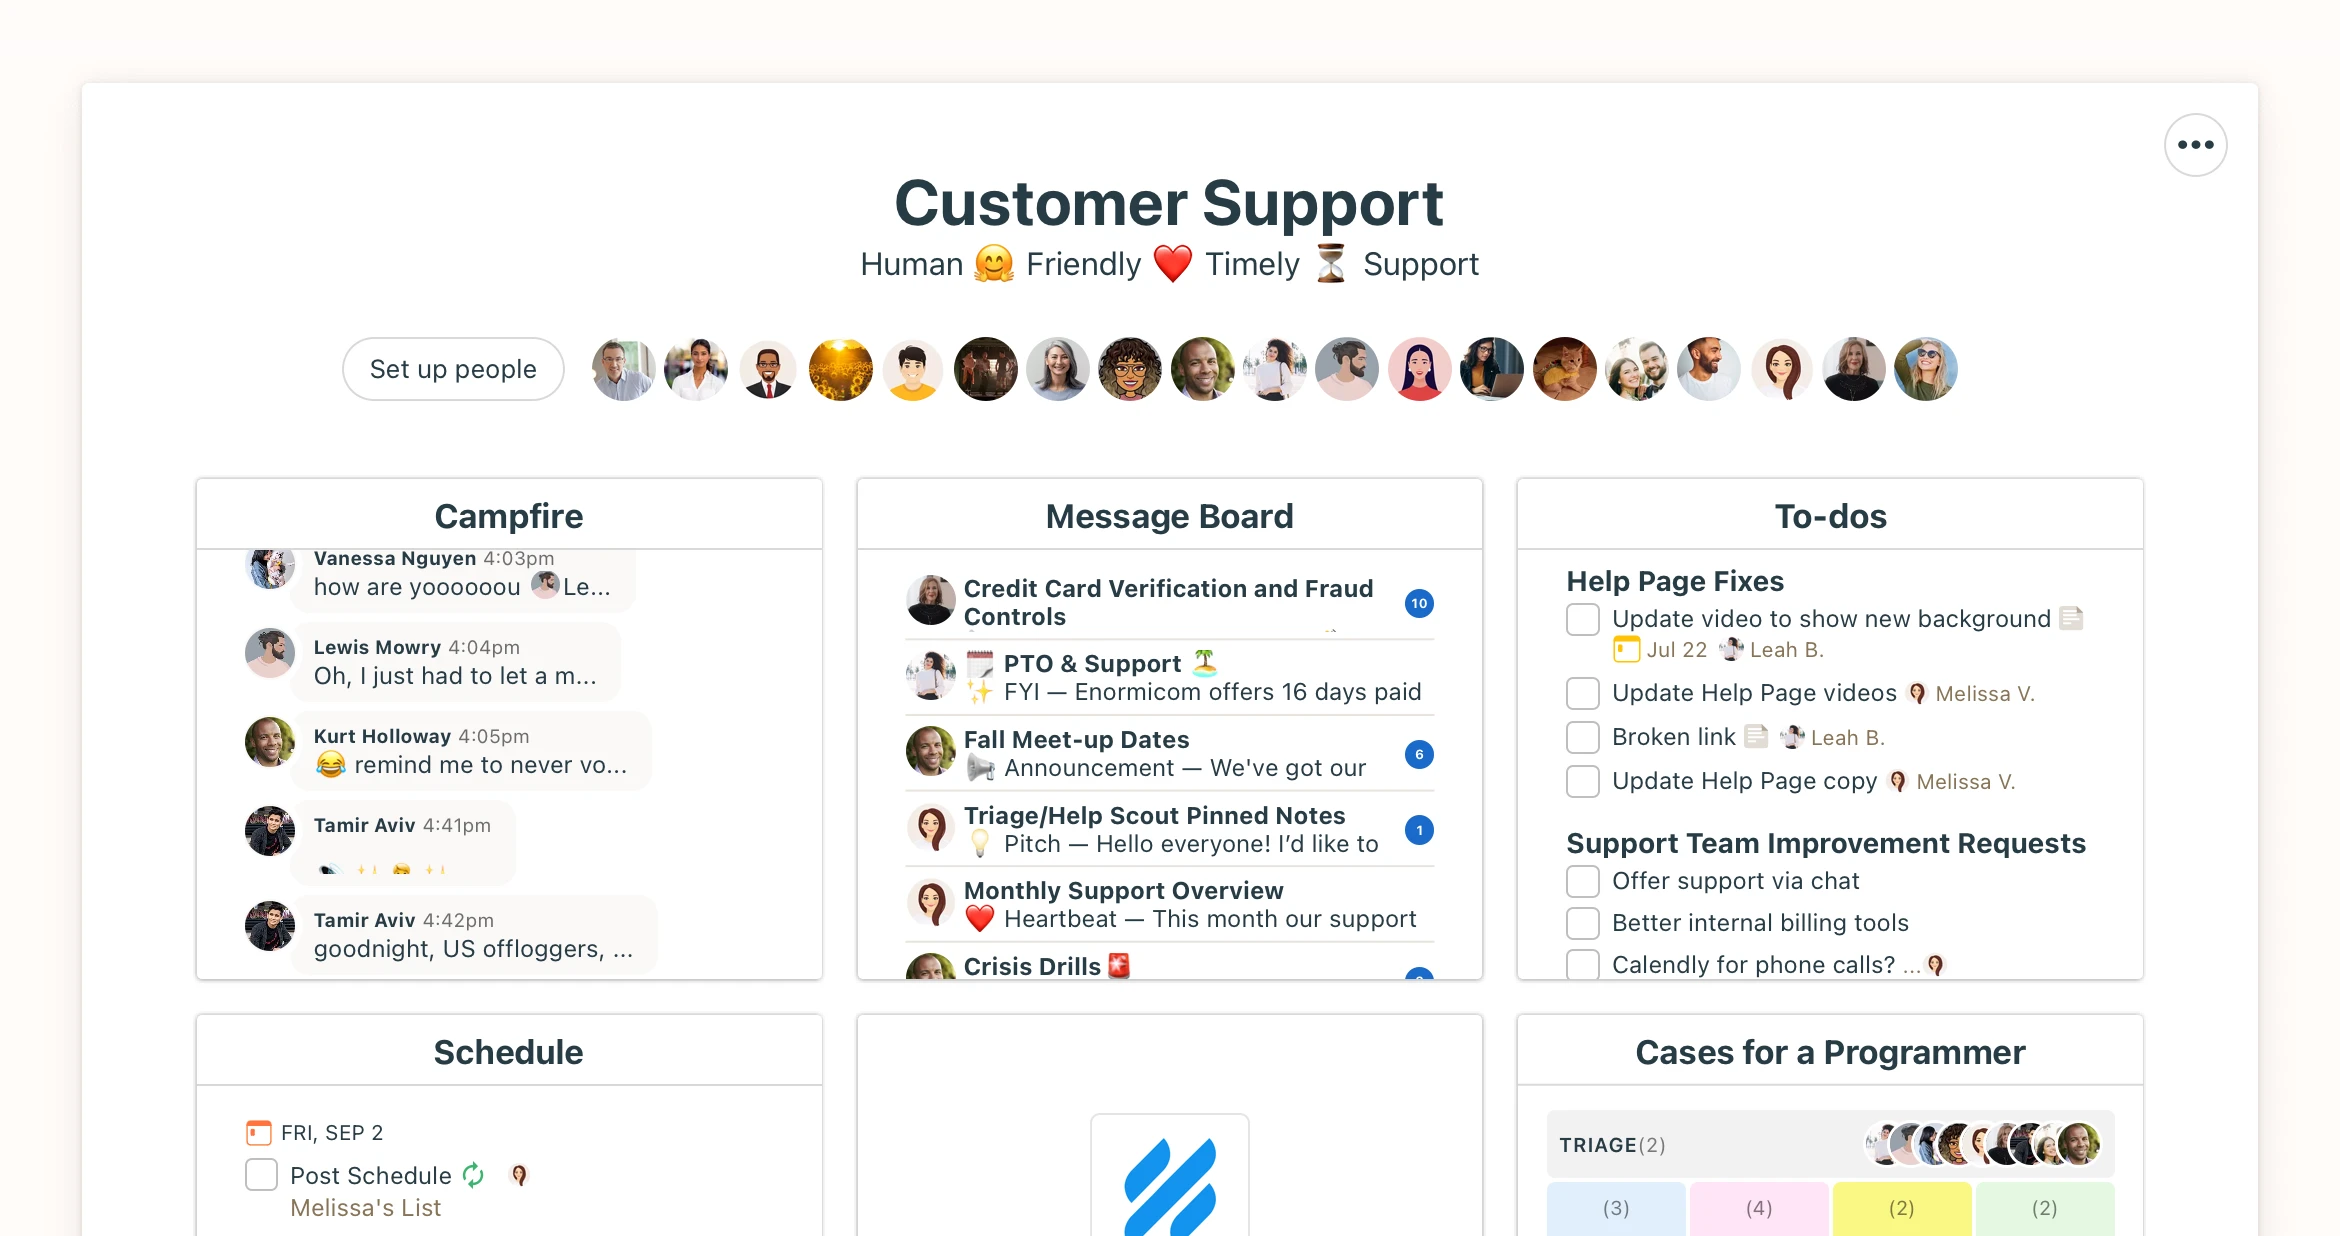 Customer Support
Human 🤗 Friendly ❤️ Timely ⏳ Support
Set up people
Campfire
Vanessa Nguyen 4:03pm
how are yoooooou Le...
Lewis Mowry 4:04pm
Oh, I just had to let a m...
Kurt Holloway 4:05pm
😂 remind me to never vo...
Tamir Aviv 4:41pm
Tamir Aviv 4:42pm
goodnight, US offloggers, ...
Message Board
Credit Card Verification and Fraud
Controls
10
🗓 PTO & Support 🏝
✨ FYI — Enormicom offers 16 days paid
Fall Meet-up Dates
📢 Announcement — We've got our
6
Triage/Help Scout Pinned Notes
💡 Pitch — Hello everyone! I’d like to
1
Monthly Support Overview
❤️ Heartbeat — This month our support
Crisis Drills 🚨
To-dos
Help Page Fixes
Update video to show new background
Jul 22 Leah B.
Update Help Page videos Melissa V.
Broken link Leah B.
Update Help Page copy Melissa V.
Support Team Improvement Requests
Offer support via chat
Better internal billing tools
Calendly for phone calls? ...
Schedule
FRI, SEP 2
Post Schedule
Melissa's List
Cases for a Programmer
TRIAGE(2)
(3) (4) (2) (2)